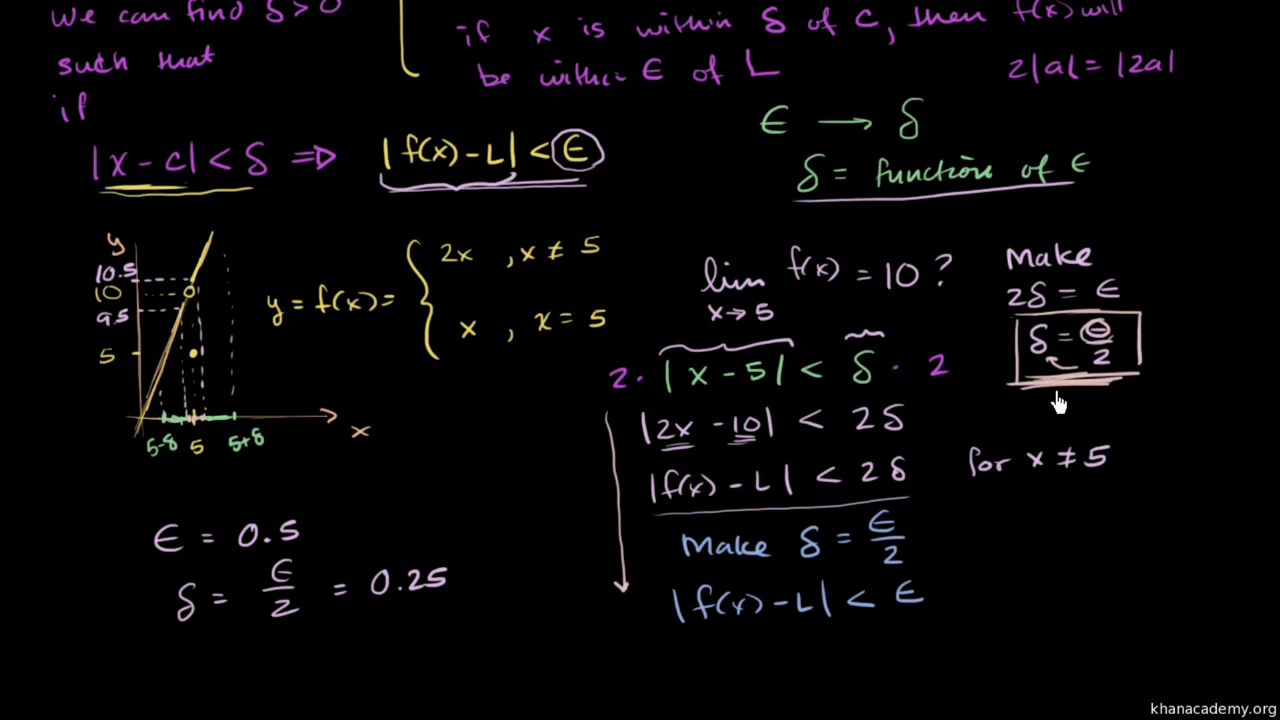 we can find δ > 0
such that
if
if x is within δ of c, then f(x) will
be within ϵ of L
2|a| = |2a|
ϵ → δ
δ = function of ϵ
|x - c| < δ ⇒ |f(x) - L| < ϵ
y
10.5
10
9.5
5
5-δ 5 5+δ
x
y = f(x) = { 2x , x ≠ 5
x , x = 5
lim f(x) = 10 ?
x → 5
Make
2δ = ϵ
δ = ϵ/2
2 · |x - 5| < δ · 2
|2x - 10| < 2δ
|f(x) - L| < 2δ for x ≠ 5
Make δ = ϵ/2
|f(x) - L| < ϵ
ϵ = 0.5
δ = ϵ/2 = 0.25
khanacademy.org